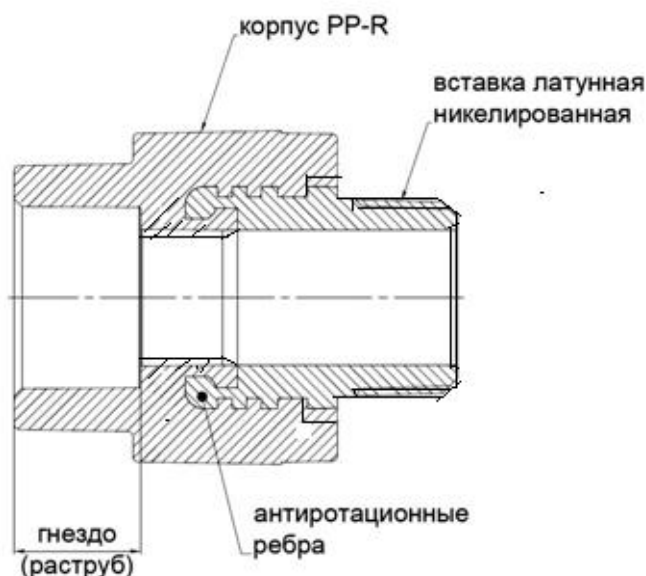 корпус PP-R
вставка латунная
никелированная
антиротационные
ребра
гнездо
(раструб)